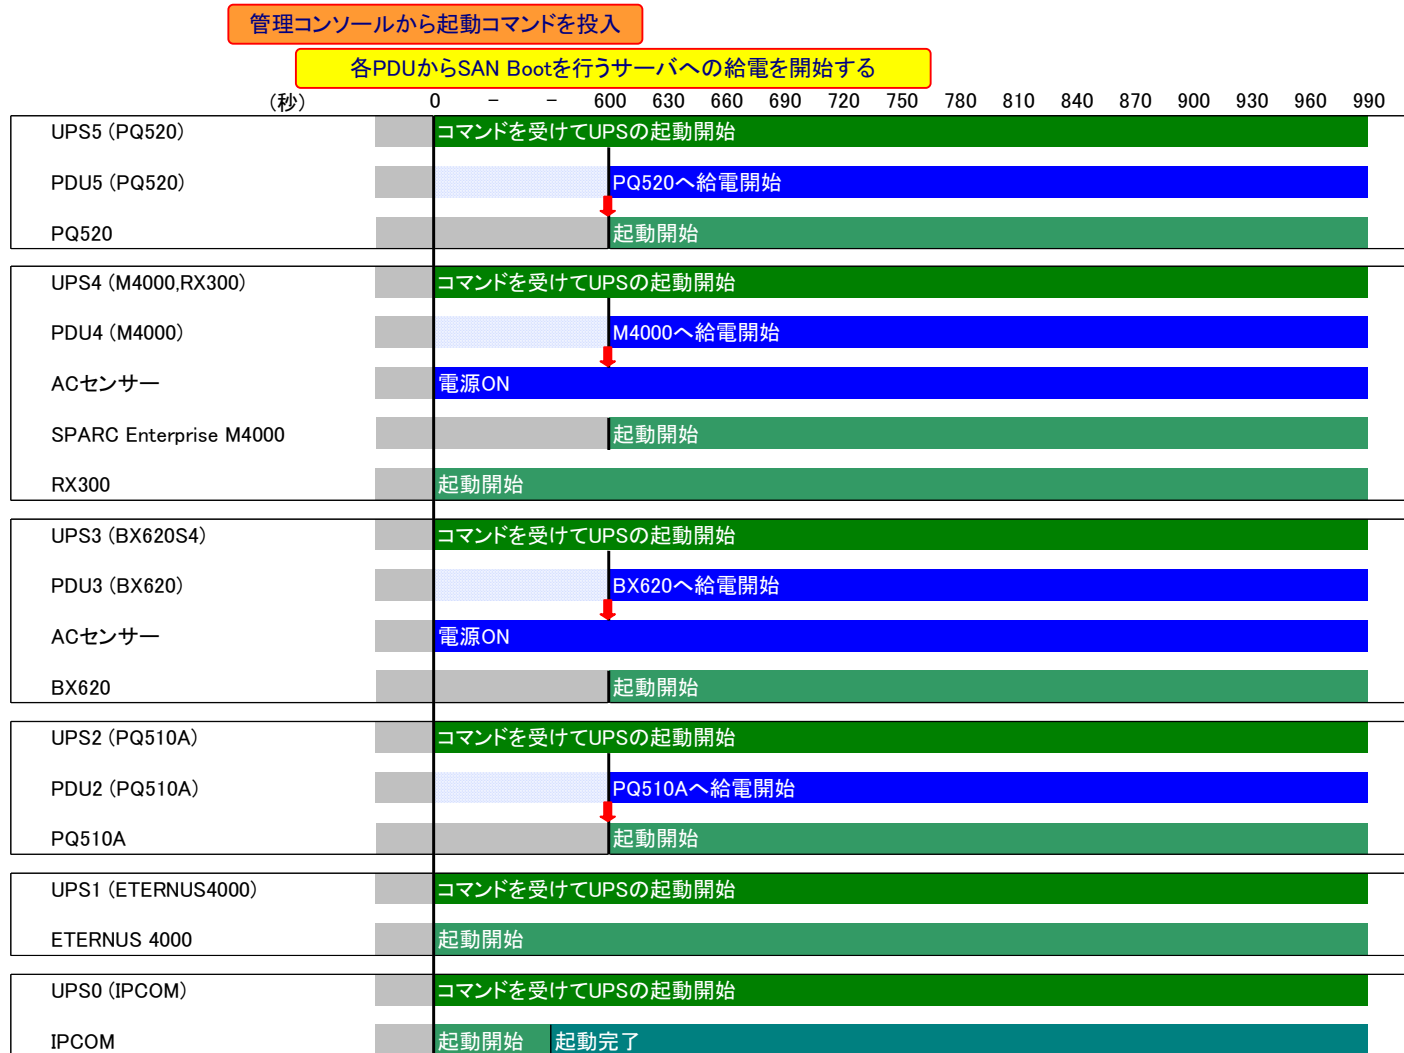 管理コンソールから起動コマンドを投入
各PDUからSAN Bootを行うサーバへの給電を開始する
(秒) 0 － － 600 630 660 690 720 750 780 810 840 870 900 930 960 990
UPS5 (PQ520) コマンドを受けてUPSの起動開始
PDU5 (PQ520) PQ520へ給電開始
PQ520 起動開始
UPS4 (M4000,RX300) コマンドを受けてUPSの起動開始
PDU4 (M4000) M4000へ給電開始
ACセンサー 電源ON
SPARC Enterprise M4000 起動開始
RX300 起動開始
UPS3 (BX620S4) コマンドを受けてUPSの起動開始
PDU3 (BX620) BX620へ給電開始
ACセンサー 電源ON
BX620 起動開始
UPS2 (PQ510A) コマンドを受けてUPSの起動開始
PDU2 (PQ510A) PQ510Aへ給電開始
PQ510A 起動開始
UPS1 (ETERNUS4000) コマンドを受けてUPSの起動開始
ETERNUS 4000 起動開始
UPS0 (IPCOM) コマンドを受けてUPSの起動開始
IPCOM 起動開始 起動完了